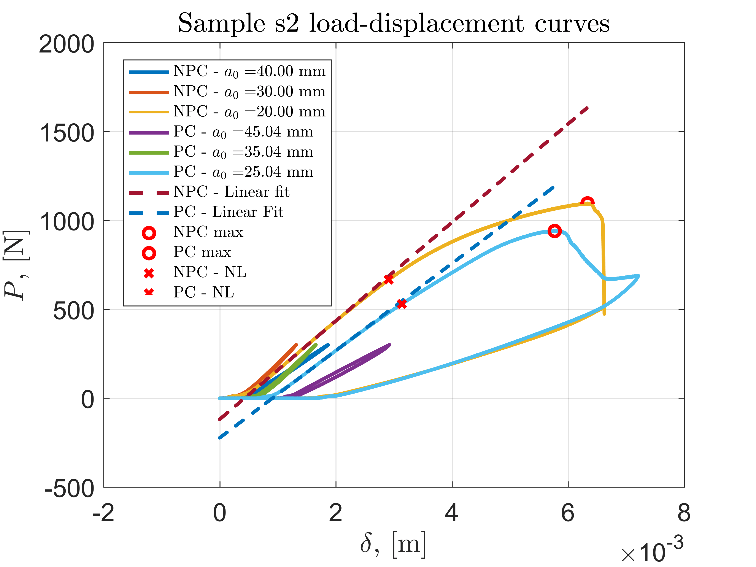 Sample s2 load-displacement curves
2000
1500
1000
500
0
-500
P, [N]
NPC - a₀ =40.00 mm
NPC - a₀ =30.00 mm
NPC - a₀ =20.00 mm
PC - a₀ =45.04 mm
PC - a₀ =35.04 mm
PC - a₀ =25.04 mm
NPC - Linear fit
PC - Linear Fit
NPC max
PC max
NPC - NL
PC - NL
-2 0 2 4 6 8
δ, [m]
×10⁻³